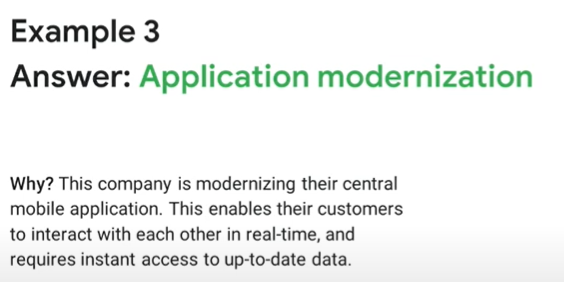 Example 3
Answer: Application modernization
Why? This company is modernizing their central
mobile application. This enables their customers
to interact with each other in real-time, and
requires instant access to up-to-date data.